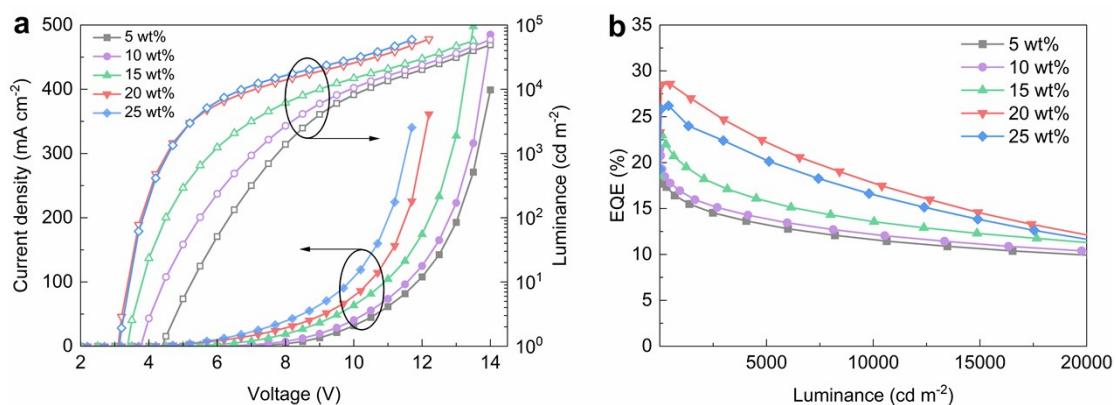 a
500
400
300
200
100
0
Current density (mA cm-2)
5 wt%
10 wt%
15 wt%
20 wt%
25 wt%
10⁵
10⁴
10³
10²
10¹
10⁰
Luminance (cd m-2)
2 4 6 8 10 12 14
Voltage (V)
b
35
30
25
20
15
10
5
0
EQE (%)
5 wt%
10 wt%
15 wt%
20 wt%
25 wt%
5000 10000 15000 20000
Luminance (cd m-2)